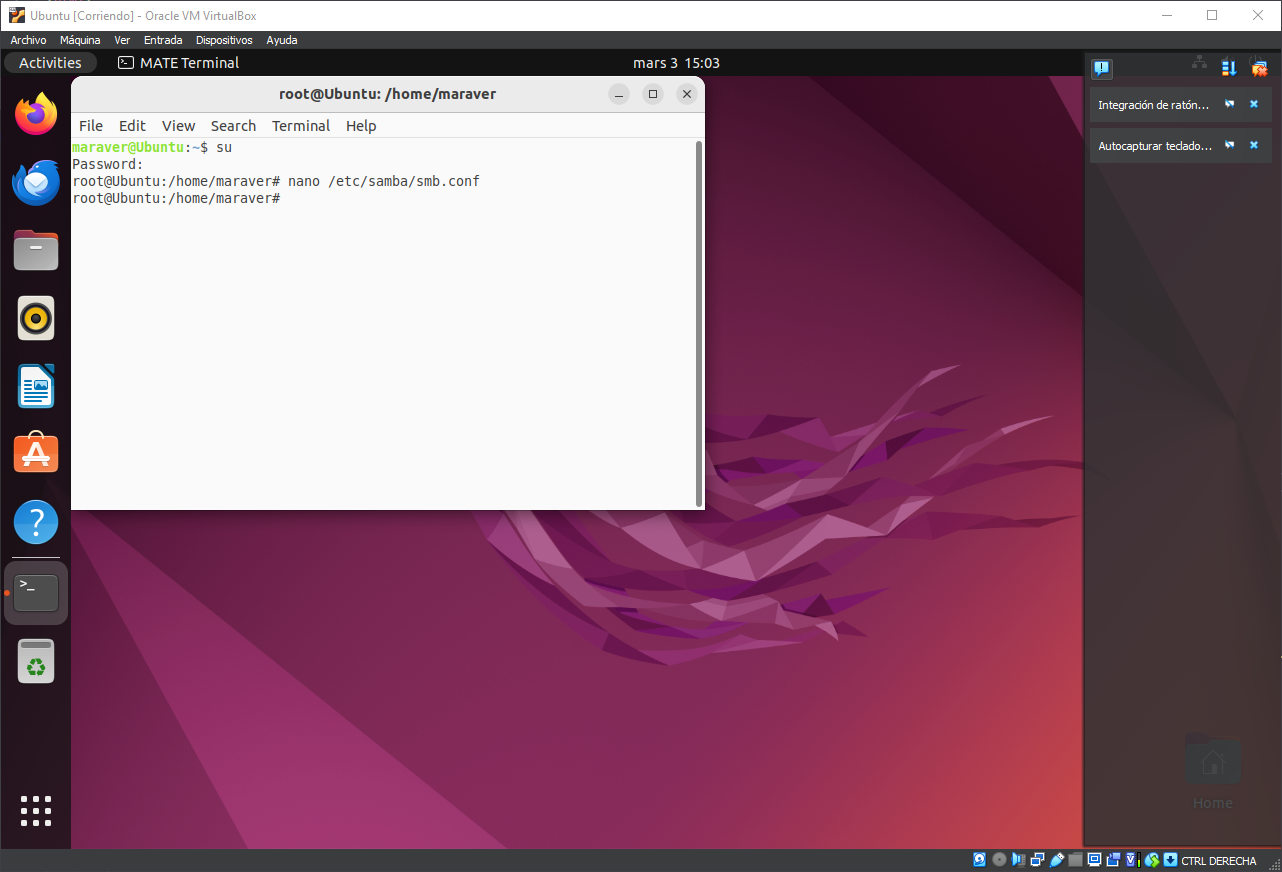 Ubuntu [Corriendo] - Oracle VM VirtualBox
Archivo Máquina Ver Entrada Dispositivos Ayuda
Activities MATE Terminal mars 3 15:03
root@Ubuntu: /home/maraver
File Edit View Search Terminal Help
maraver@Ubuntu:~$ su
Password:
root@Ubuntu:/home/maraver# nano /etc/samba/smb.conf
root@Ubuntu:/home/maraver#
Integración de ratón...
Autocapturar teclado...
Home
CTRL DERECHA